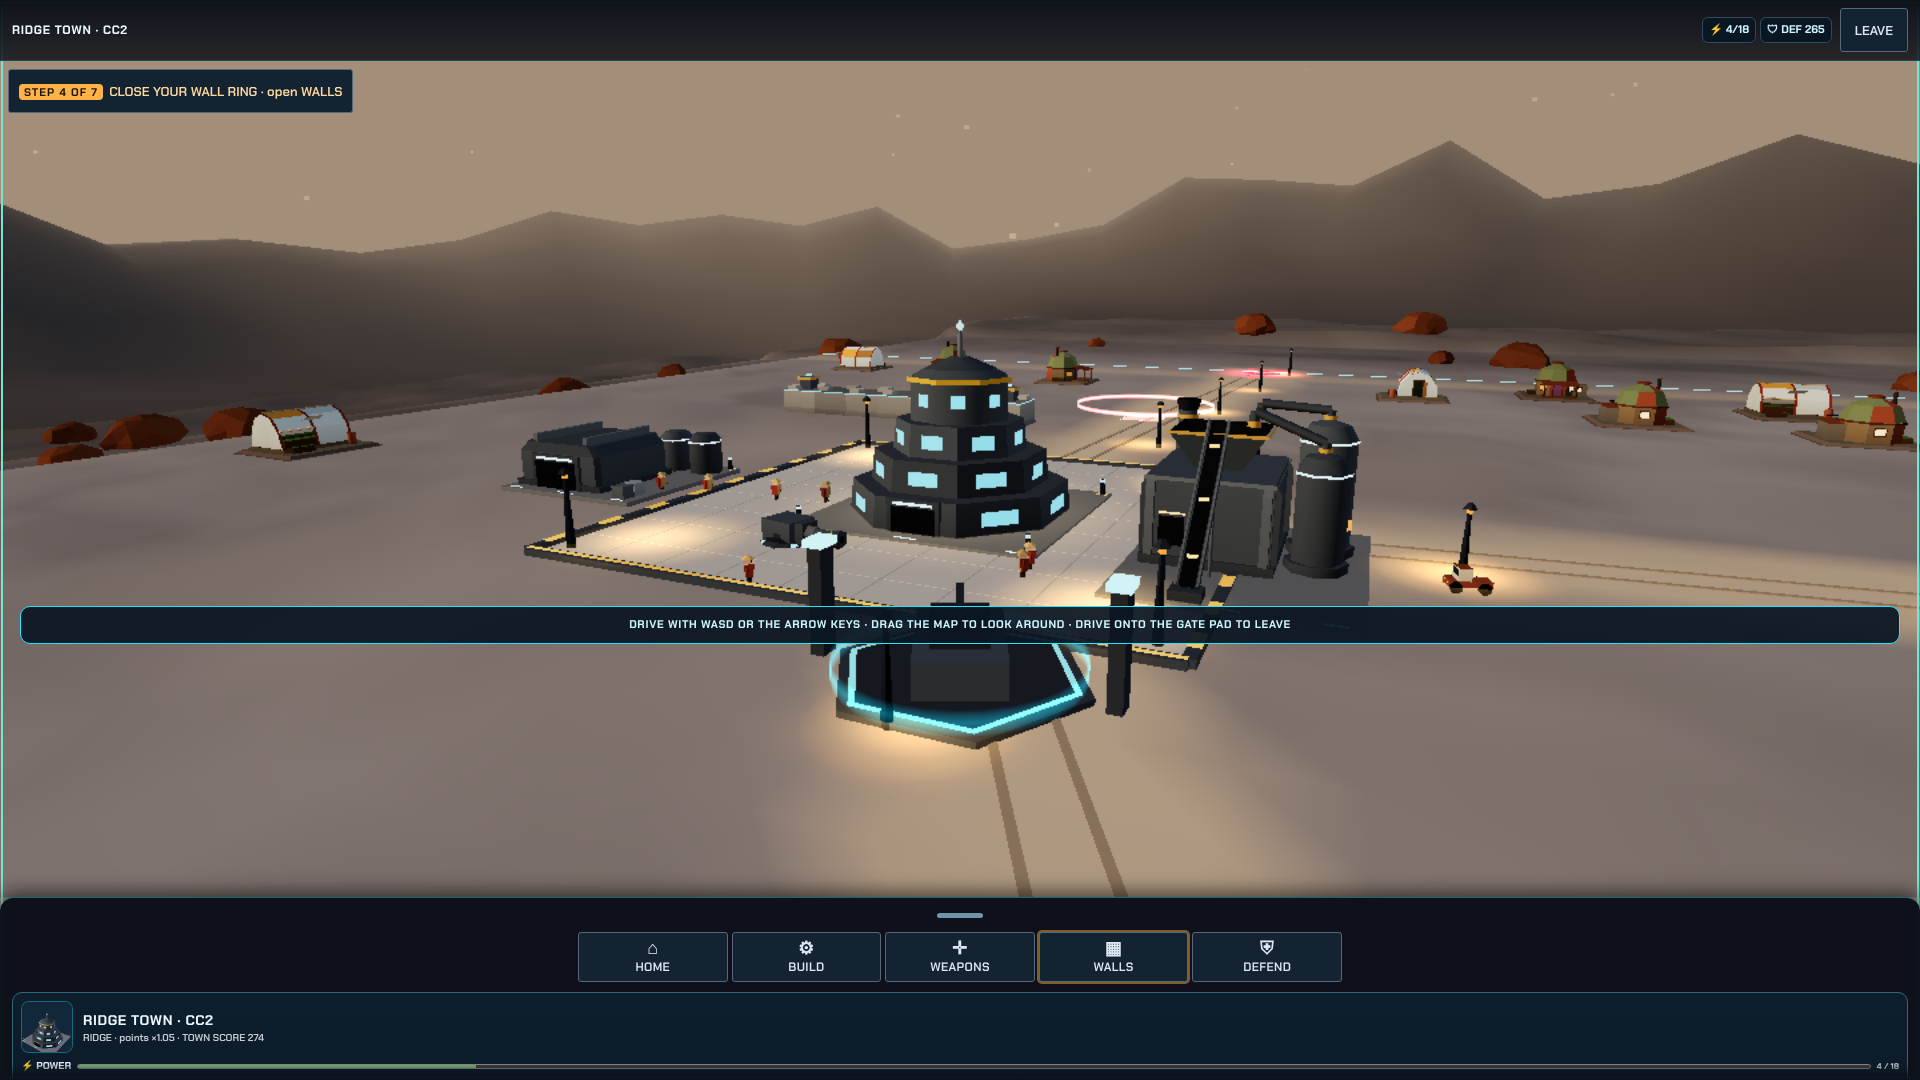 RIDGE TOWN · CC2
⚡ 4/18
DEF 265
LEAVE
STEP 4 OF 7 CLOSE YOUR WALL RING · open WALLS
DRIVE WITH WASD OR THE ARROW KEYS · DRAG THE MAP TO LOOK AROUND · DRIVE ONTO THE GATE PAD TO LEAVE
HOME
BUILD
WEAPONS
WALLS
DEFEND
RIDGE TOWN · CC2
RIDGE · points ×1.05 · TOWN SCORE 274
⚡ POWER
4 / 18